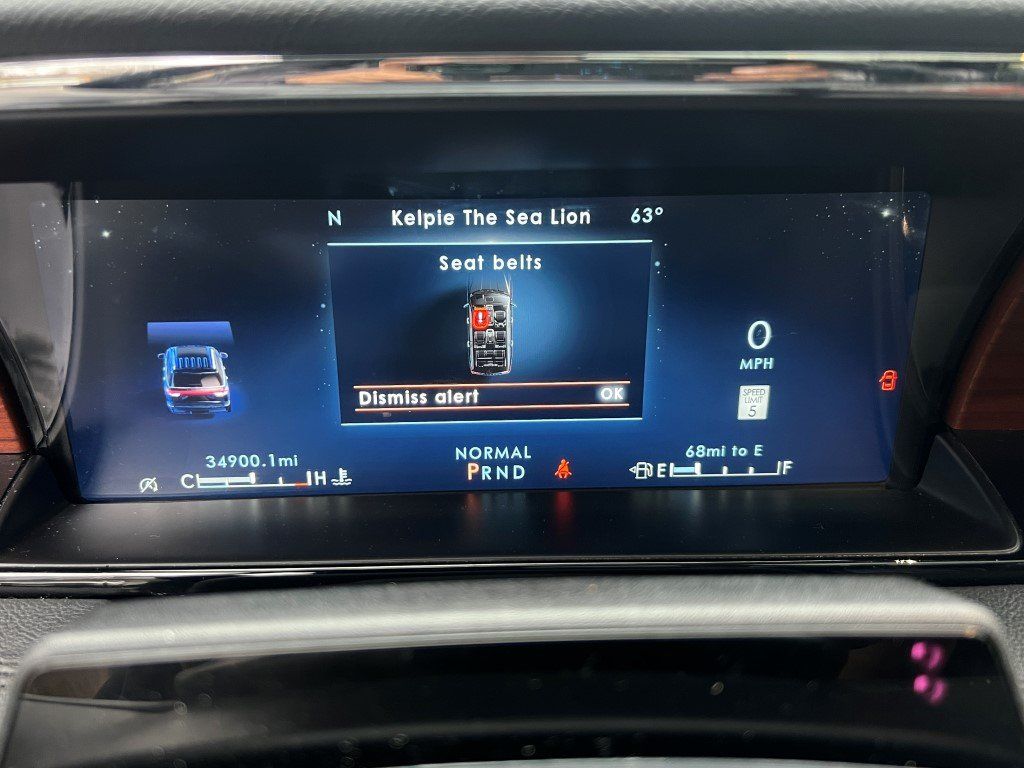 N Kelpie The Sea Lion 63°
Seat belts
0
MPH
SPEED
LIMIT
5
Dismiss alert OK
34900.1mi
NORMAL
68mi to E
C H
PRND
E F